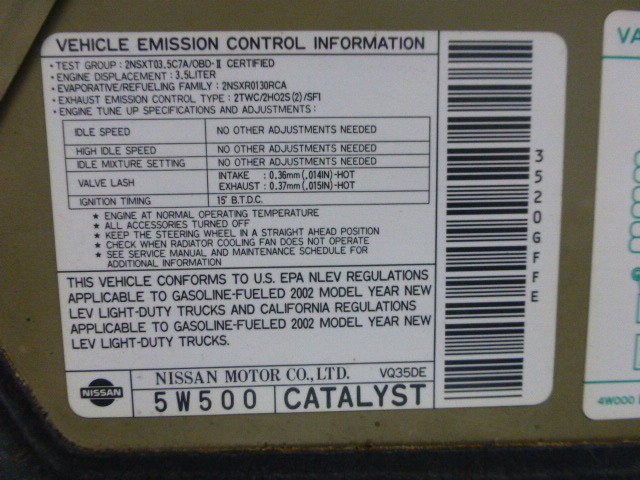 VEHICLE EMISSION CONTROL INFORMATION
• TEST GROUP : 2NSXT03.5C7A/OBD-II CERTIFIED
• ENGINE DISPLACEMENT : 3.5LITER
• EVAPORATIVE/REFUELING FAMILY : 2NSXR0130RCA
• EXHAUST EMISSION CONTROL TYPE : 2TWC/2HO2S(2)/SFI
• ENGINE TUNE UP SPECIFICATIONS AND ADJUSTMENTS :
IDLE SPEED NO OTHER ADJUSTMENTS NEEDED
HIGH IDLE SPEED NO OTHER ADJUSTMENTS NEEDED
IDLE MIXTURE SETTING NO OTHER ADJUSTMENTS NEEDED
VALVE LASH INTAKE : 0.36mm(.014IN)-HOT
EXHAUST : 0.37mm(.015IN)-HOT
IGNITION TIMING 15° B.T.D.C.
★ ENGINE AT NORMAL OPERATING TEMPERATURE
★ ALL ACCESSORIES TURNED OFF
★ KEEP THE STEERING WHEEL IN A STRAIGHT AHEAD POSITION
★ CHECK WHEN RADIATOR COOLING FAN DOES NOT OPERATE
★ SEE SERVICE MANUAL AND MAINTENANCE SCHEDULE FOR
ADDITIONAL INFORMATION
THIS VEHICLE CONFORMS TO U.S. EPA NLEV REGULATIONS
APPLICABLE TO GASOLINE-FUELED 2002 MODEL YEAR NEW
LEV LIGHT-DUTY TRUCKS AND CALIFORNIA REGULATIONS
APPLICABLE TO GASOLINE-FUELED 2002 MODEL YEAR NEW
LEV LIGHT-DUTY TRUCKS.
NISSAN
NISSAN MOTOR CO., LTD. VQ35DE
5W500 CATALYST
3520GFFE
VA
4W000